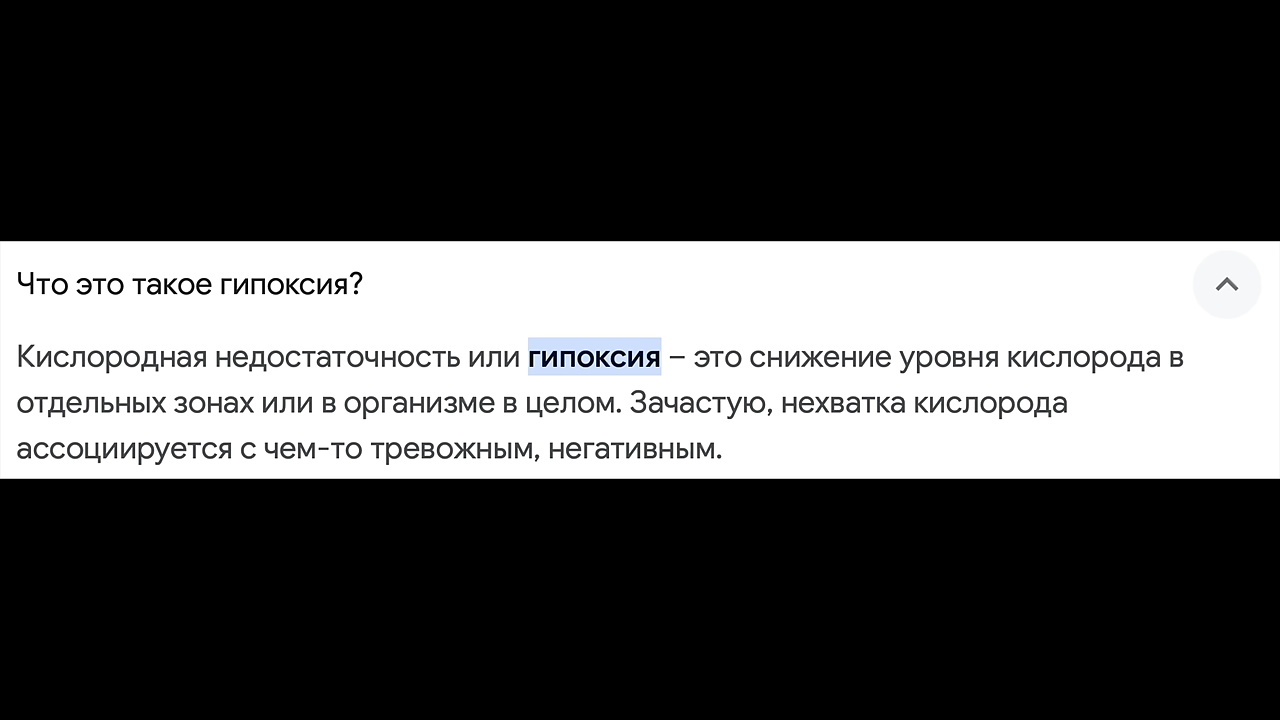 Что это такое гипоксия?
Кислородная недостаточность или гипоксия – это снижение уровня кислорода в
отдельных зонах или в организме в целом. Зачастую, нехватка кислорода
ассоциируется с чем-то тревожным, негативным.